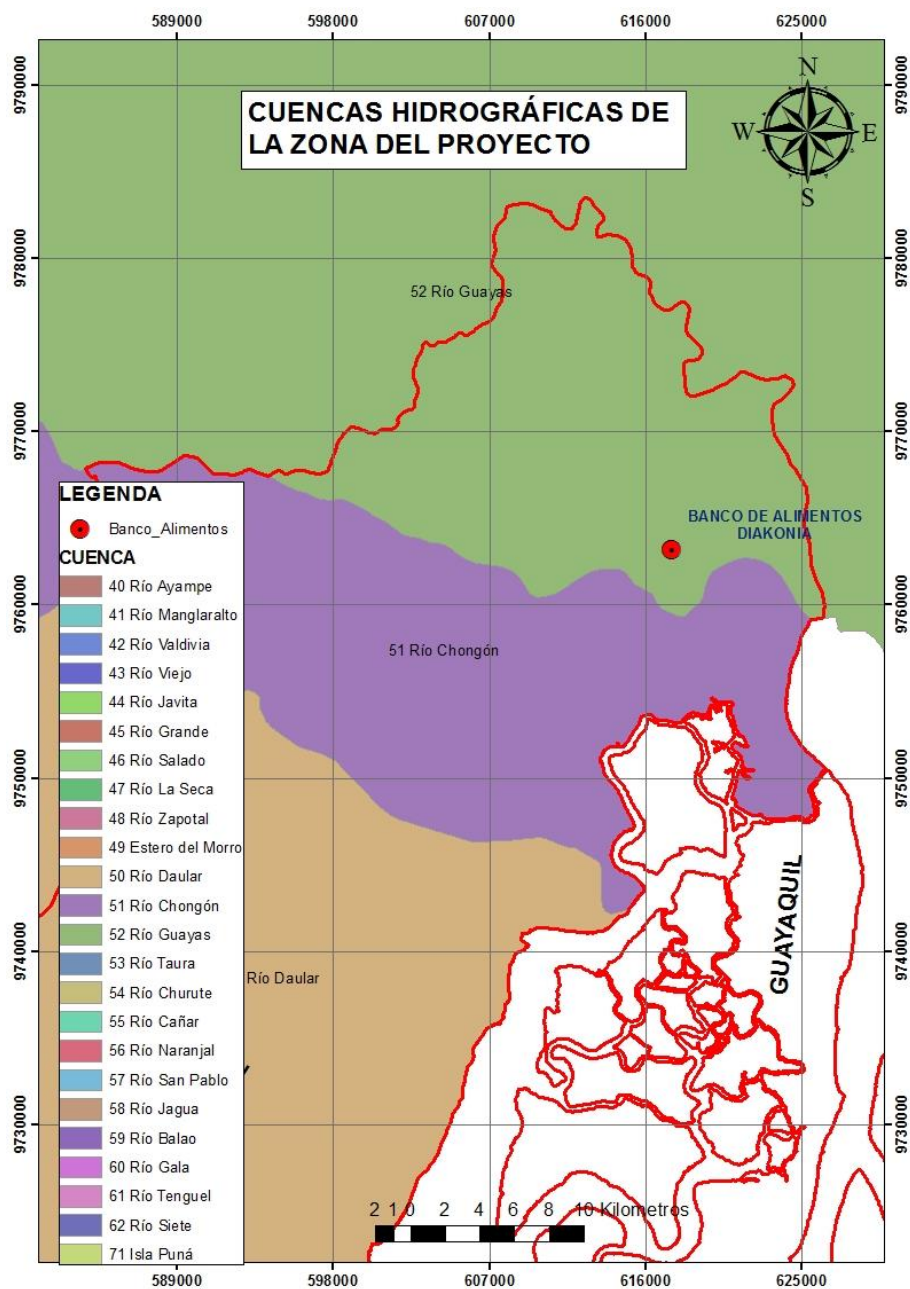 589000 598000 607000 616000 625000
9790000
9780000
9770000
9760000
9750000
9740000
9730000
CUENCAS HIDROGRÁFICAS DE
LA ZONA DEL PROYECTO
N
W E
S
52 Río Guayas
BANCO DE ALIMENTOS
DIAKONIA
51 Río Chongón
Río Daular
GUAYAQUIL
LEGENDA
Banco_Alimentos
CUENCA
40 Río Ayampe
41 Río Manglaralto
42 Río Valdivia
43 Río Viejo
44 Río Javita
45 Río Grande
46 Río Salado
47 Río La Seca
48 Río Zapotal
49 Estero del Morro
50 Río Daular
51 Río Chongón
52 Río Guayas
53 Río Taura
54 Río Churute
55 Río Cañar
56 Río Naranjal
57 Río San Pablo
58 Río Jagua
59 Río Balao
60 Río Gala
61 Río Tenguel
62 Río Siete
71 Isla Puná
2 1 0 2 4 6 8 10 Kilometros
9790000
9780000
9770000
9760000
9750000
9740000
9730000
589000 598000 607000 616000 625000